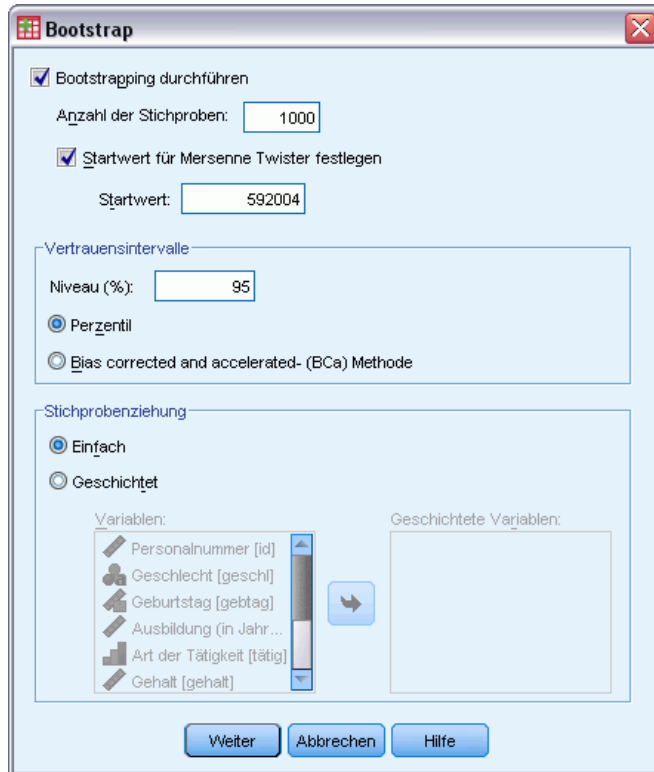 Bootstrap
Bootstrapping durchführen
Anzahl der Stichproben: 1000
Startwert für Mersenne Twister festlegen
Startwert: 592004
Vertrauensintervalle
Niveau (%): 95
Perzentil
Bias corrected and accelerated- (BCa) Methode
Stichprobenziehung
Einfach
Geschichtet
Variablen: Geschichtete Variablen:
Personalnummer [id]
Geschlecht [geschl]
Geburtstag [gebtag]
Ausbildung (in Jahr...
Art der Tätigkeit [tätig]
Gehalt [gehalt]
Weiter Abbrechen Hilfe